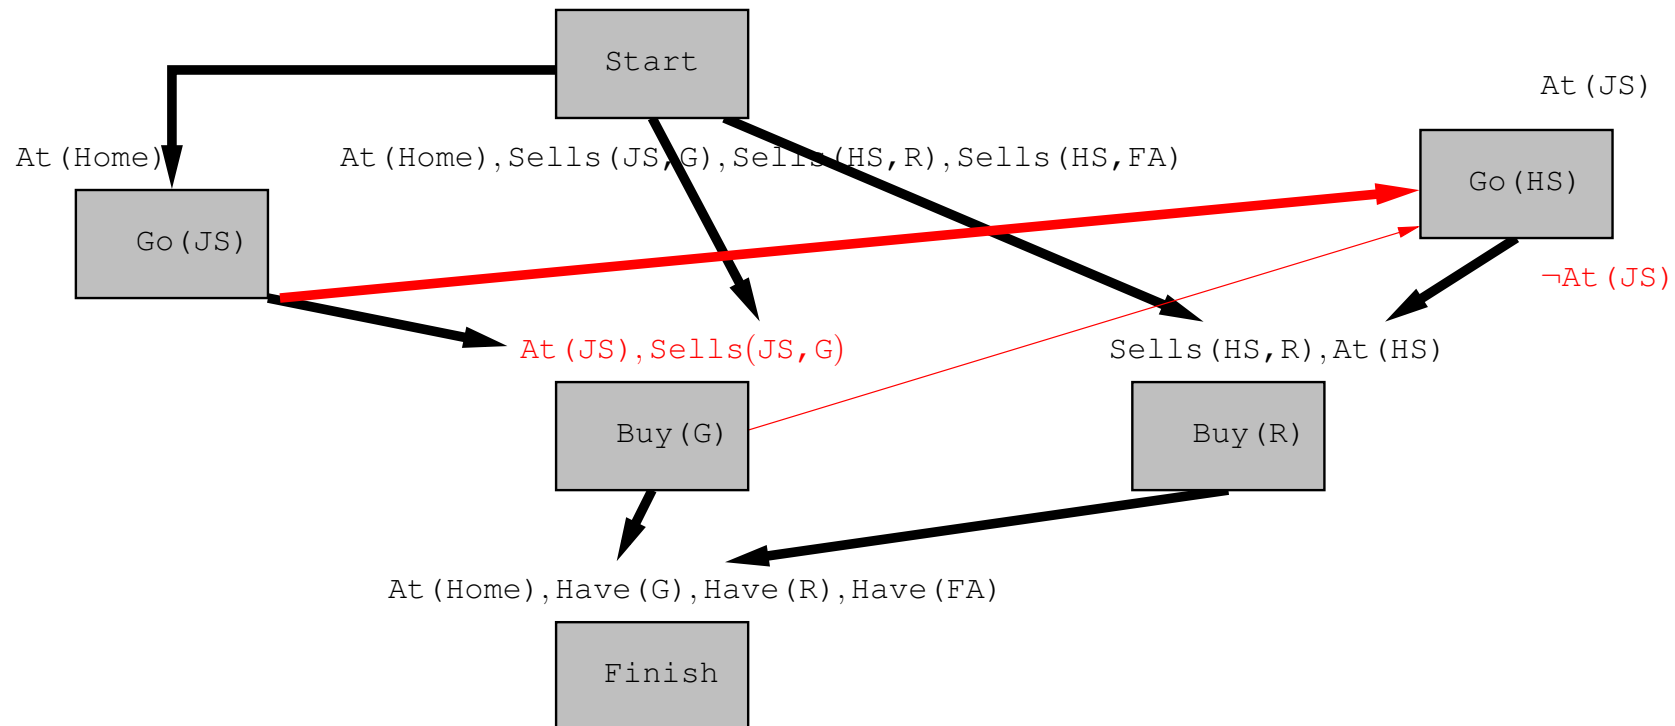 Start
At(JS)
At(Home)
At(Home),Sells(JS,G),Sells(HS,R),Sells(HS,FA)
Go(HS)
Go(JS)
¬At(JS)
At(JS),Sells(JS,G)
Sells(HS,R),At(HS)
Buy(G)
Buy(R)
At(Home),Have(G),Have(R),Have(FA)
Finish